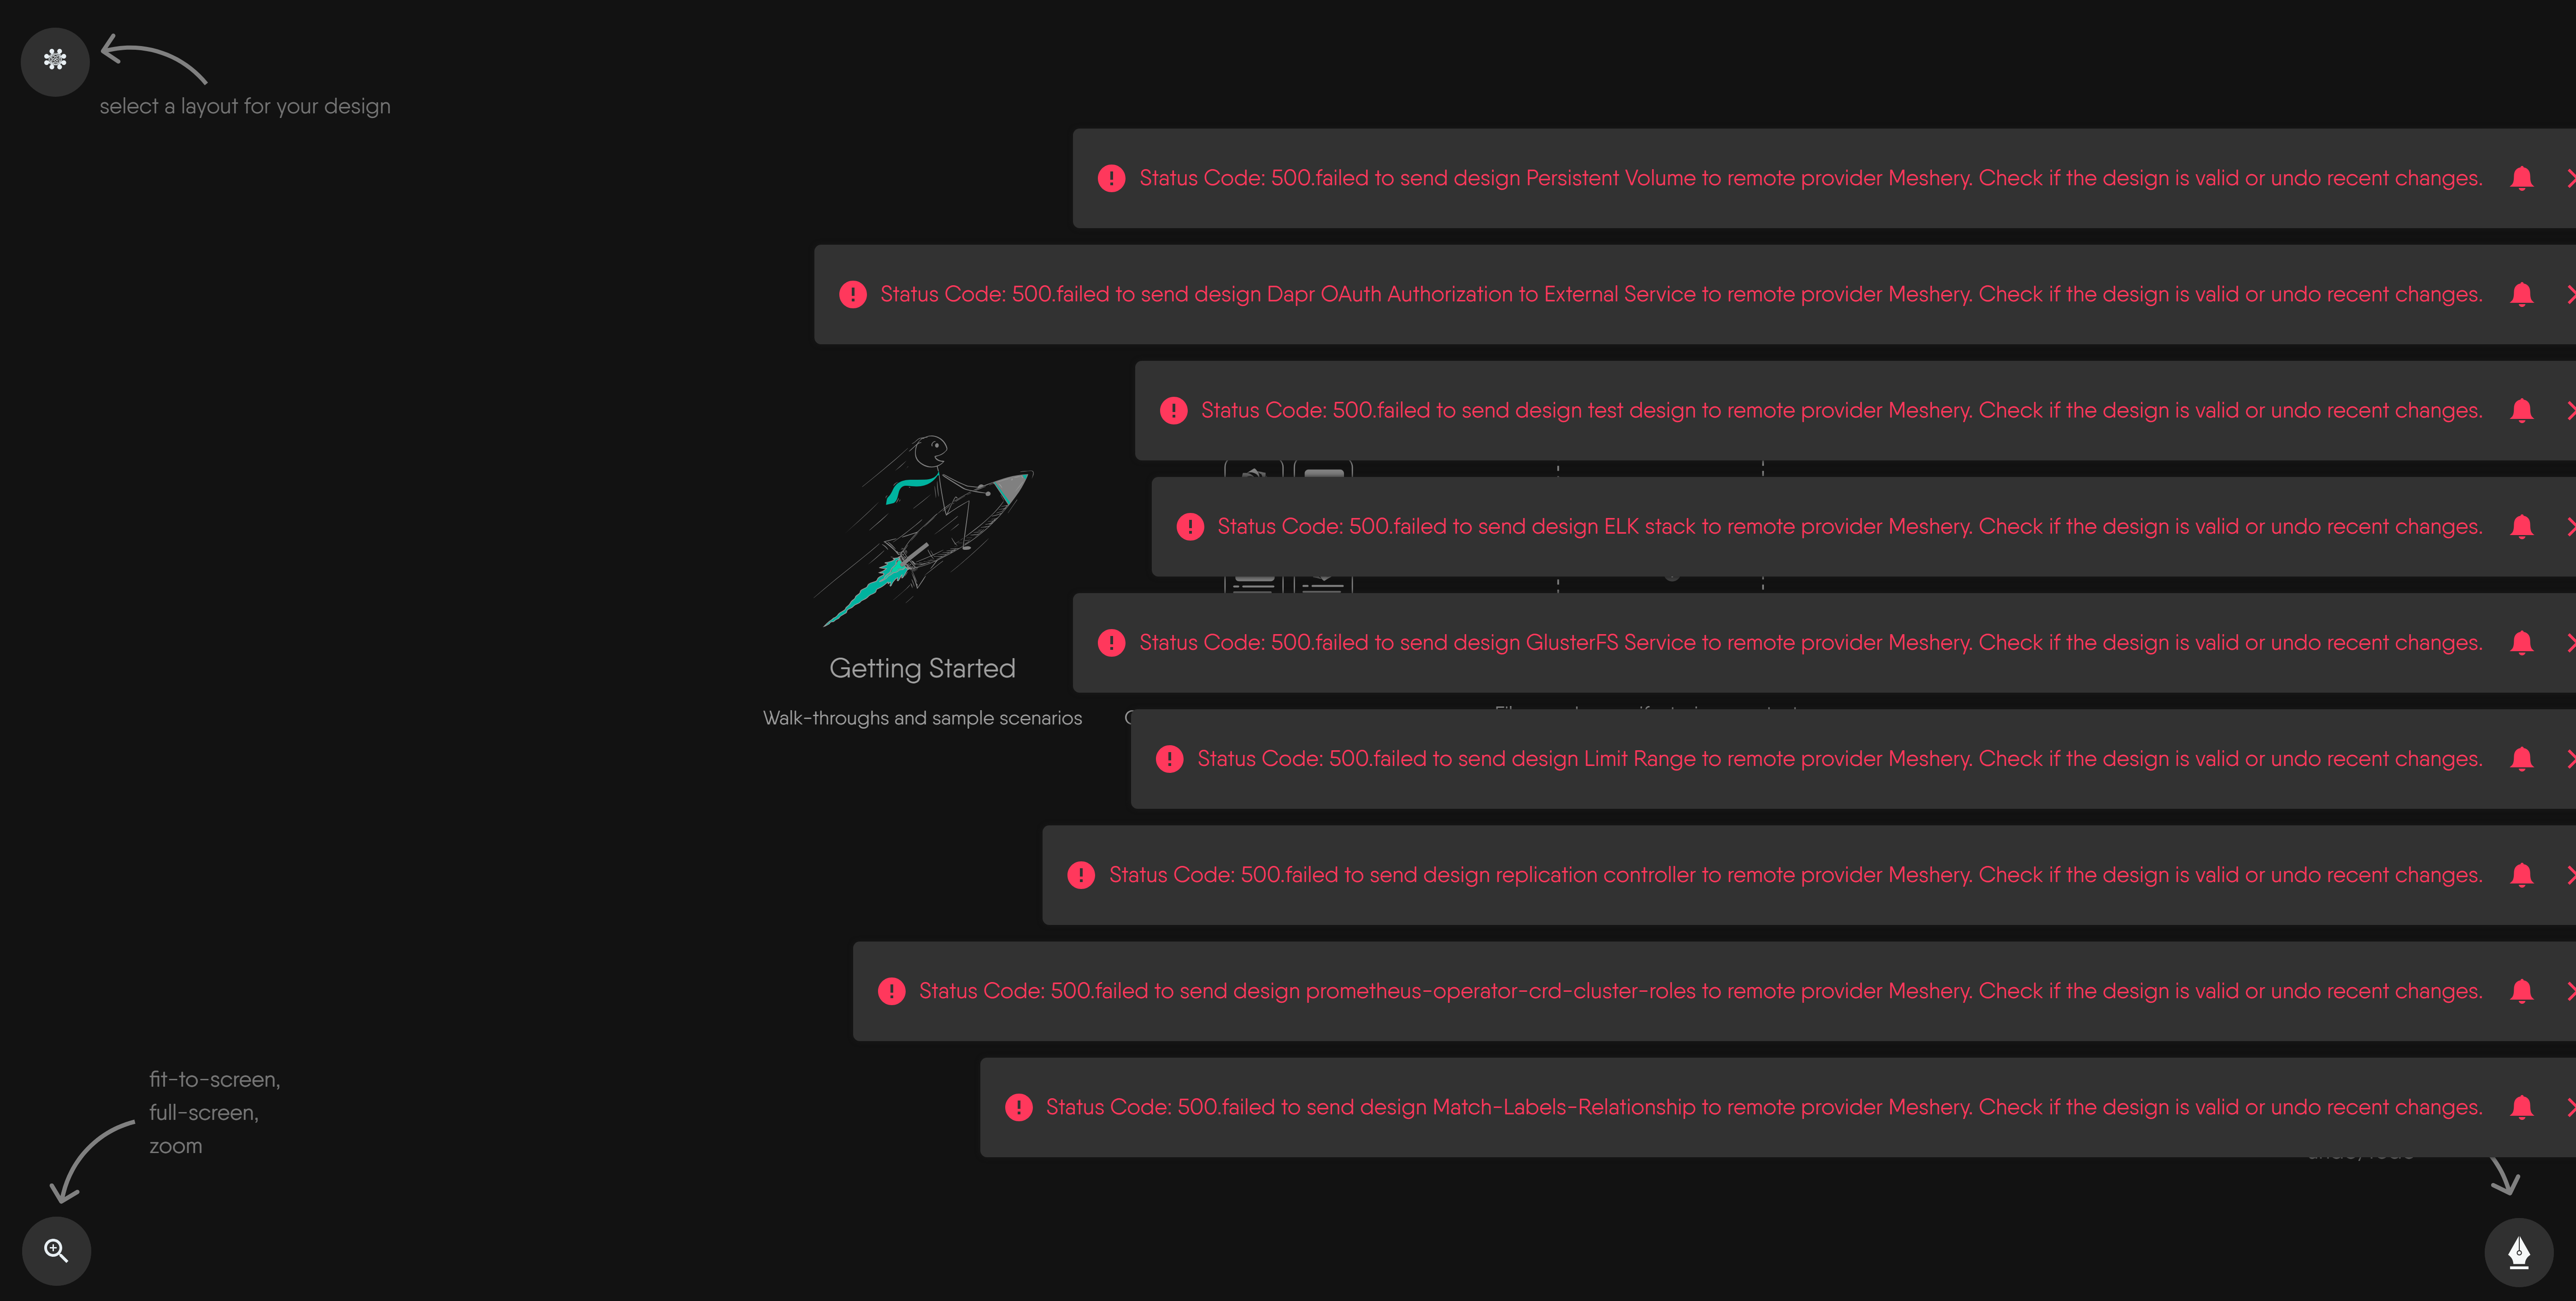 select a layout for your design
Status Code: 500.failed to send design Persistent Volume to remote provider Meshery. Check if the design is valid or undo recent changes.
Status Code: 500.failed to send design Dapr OAuth Authorization to External Service to remote provider Meshery. Check if the design is valid or undo recent changes.
Status Code: 500.failed to send design test design to remote provider Meshery. Check if the design is valid or undo recent changes.
Status Code: 500.failed to send design ELK stack to remote provider Meshery. Check if the design is valid or undo recent changes.
Status Code: 500.failed to send design GlusterFS Service to remote provider Meshery. Check if the design is valid or undo recent changes.
Getting Started
Walk-throughs and sample scenarios
Status Code: 500.failed to send design Limit Range to remote provider Meshery. Check if the design is valid or undo recent changes.
Status Code: 500.failed to send design replication controller to remote provider Meshery. Check if the design is valid or undo recent changes.
Status Code: 500.failed to send design prometheus-operator-crd-cluster-roles to remote provider Meshery. Check if the design is valid or undo recent changes.
Status Code: 500.failed to send design Match-Labels-Relationship to remote provider Meshery. Check if the design is valid or undo recent changes.
fit-to-screen,
full-screen,
zoom